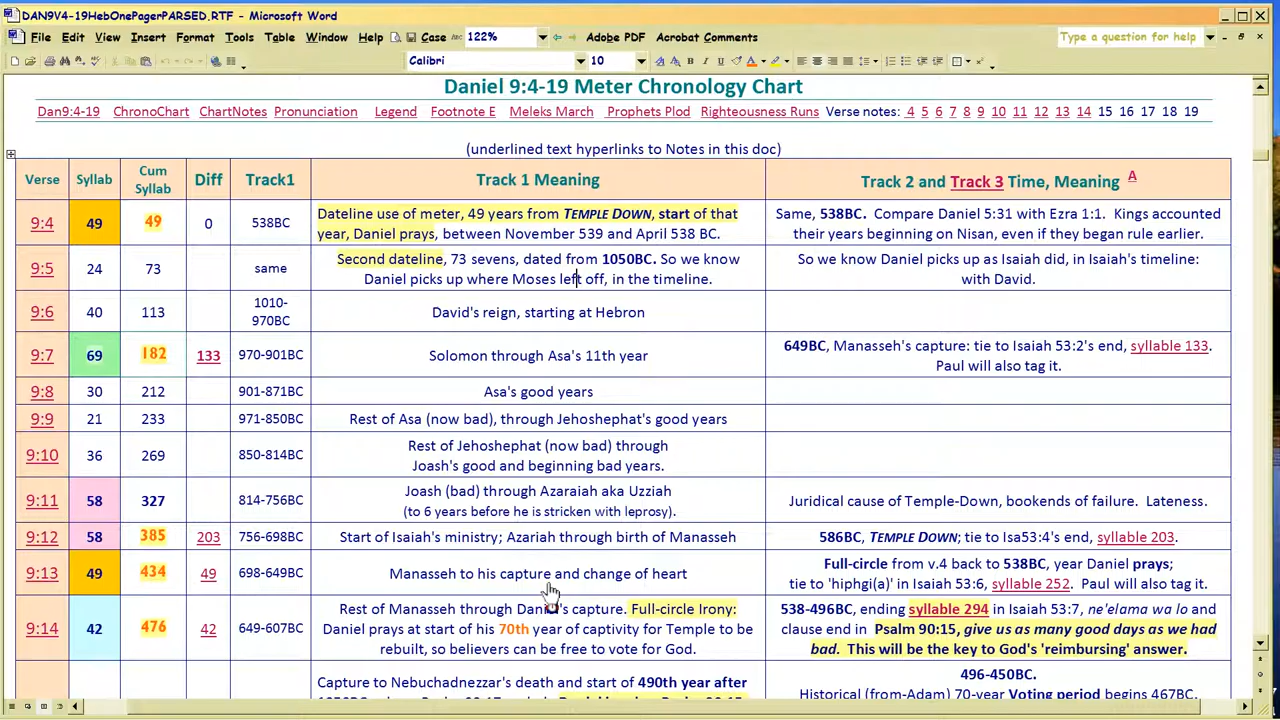 DAN9V4-19HebOnePagerPARSED.RTF - Microsoft Word
File Edit View Insert Format Tools Table Window Help Case 122% Adobe PDF Acrobat Comments Type a question for help
Calibri 10 B I U
Daniel 9:4-19 Meter Chronology Chart
Dan9:4-19 ChronoChart ChartNotes Pronunciation Legend Footnote E Meleks March Prophets Plod Righteousness Runs Verse notes: 4 5 6 7 8 9 10 11 12 13 14 15 16 17 18 19
(underlined text hyperlinks to Notes in this doc)
Verse Syllab Cum Syllab Diff Track1 Track 1 Meaning Track 2 and Track 3 Time, Meaning A
9:4 49 49 0 538BC Dateline use of meter, 49 years from TEMPLE DOWN, start of that
year, Daniel prays, between November 539 and April 538 BC.
Same, 538BC. Compare Daniel 5:31 with Ezra 1:1. Kings accounted
their years beginning on Nisan, even if they began rule earlier.
9:5 24 73 same Second dateline, 73 sevens, dated from 1050BC. So we know
Daniel picks up where Moses left off, in the timeline.
So we know Daniel picks up as Isaiah did, in Isaiah's timeline:
with David.
9:6 40 113 1010-
970BC David's reign, starting at Hebron
9:7 69 182 133 970-901BC Solomon through Asa's 11th year
649BC, Manasseh's capture: tie to Isaiah 53:2's end, syllable 133.
Paul will also tag it.
9:8 30 212 901-871BC Asa's good years
9:9 21 233 971-850BC Rest of Asa (now bad), through Jehoshephat's good years
9:10 36 269 850-814BC Rest of Jehoshephat (now bad) through
Joash's good and beginning bad years.
9:11 58 327 814-756BC Joash (bad) through Azaraiah aka Uzziah
(to 6 years before he is stricken with leprosy).
Juridical cause of Temple-Down, bookends of failure. Lateness.
9:12 58 385 203 756-698BC Start of Isaiah's ministry; Azariah through birth of Manasseh
586BC, TEMPLE DOWN; tie to Isa53:4's end, syllable 203.
9:13 49 434 49 698-649BC Manasseh to his capture and change of heart
Full-circle from v.4 back to 538BC, year Daniel prays;
tie to 'hiphgi(a)' in Isaiah 53:6, syllable 252. Paul will also tag it.
9:14 42 476 42 649-607BC Rest of Manasseh through Daniel's capture. Full-circle Irony:
Daniel prays at start of his 70th year of captivity for Temple to be
rebuilt, so believers can be free to vote for God.
538-496BC, ending syllable 294 in Isaiah 53:7, ne'elama wa lo and
clause end in Psalm 90:15, give us as many good days as we had
bad. This will be the key to God's 'reimbursing' answer.
Capture to Nebuchadnezzar's death and start of 490th year after
496-450BC.
Historical (from-Adam) 70-year Voting period begins 467BC.